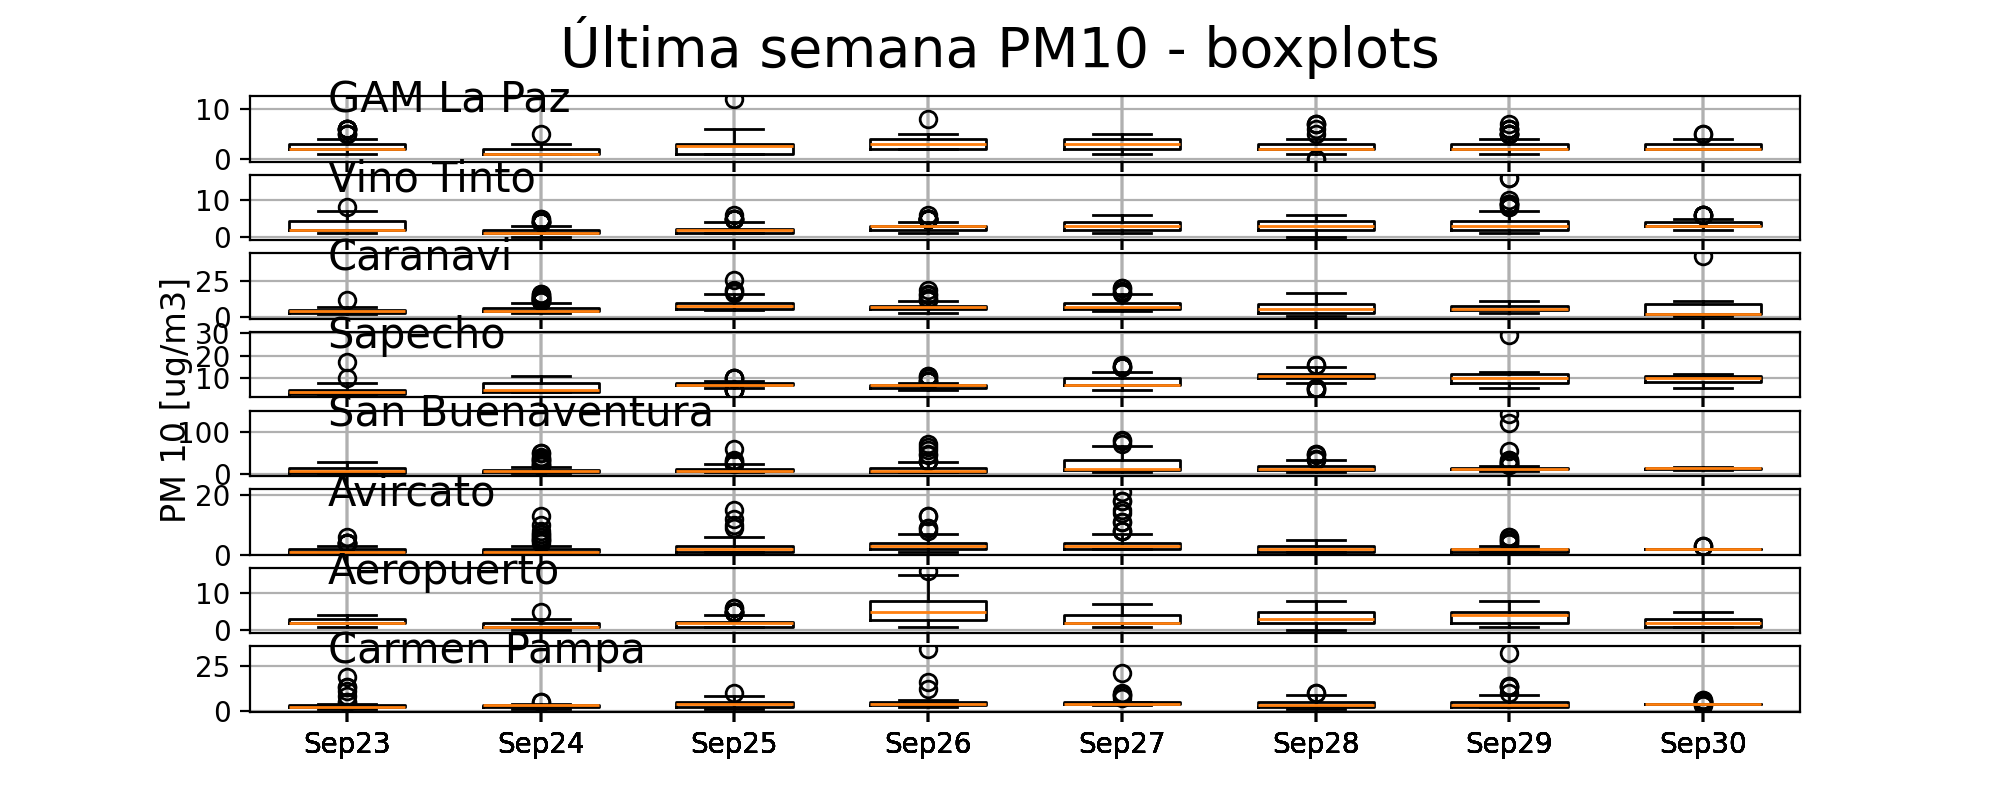 Última semana PM10 - boxplots
GAM La Paz
10
0
Vino Tinto
10
0
Caranavi
25
0
Sapecho
30
20
10
San Buenaventura
100
0
Avircato
20
0
Aeropuerto
10
0
Carmen Pampa
25
0
PM 10 [ug/m3]
Sep23 Sep24 Sep25 Sep26 Sep27 Sep28 Sep29 Sep30